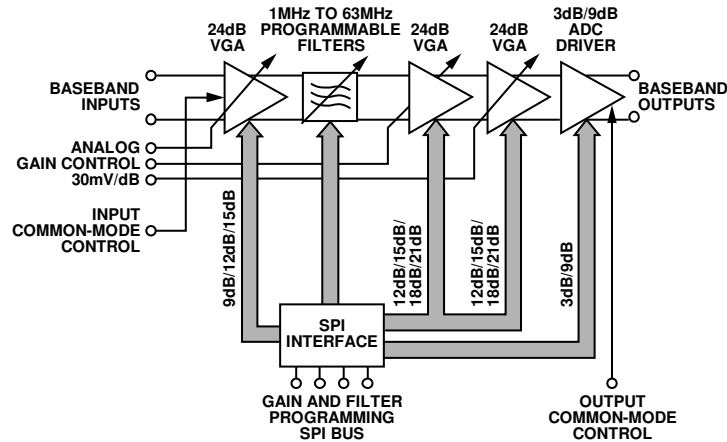 24dB
VGA
1MHz TO 63MHz
PROGRAMMABLE
FILTERS
24dB
VGA
24dB
VGA
3dB/9dB
ADC
DRIVER
BASEBAND
INPUTS
BASEBAND
OUTPUTS
ANALOG
GAIN CONTROL
30mV/dB
INPUT
COMMON-MODE
CONTROL
9dB/12dB/15dB
12dB/15dB/
18dB/21dB
12dB/15dB/
18dB/21dB
3dB/9dB
SPI
INTERFACE
GAIN AND FILTER
PROGRAMMING
SPI BUS
OUTPUT
COMMON-MODE
CONTROL